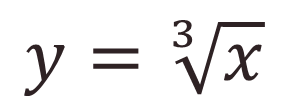 y = ∛x